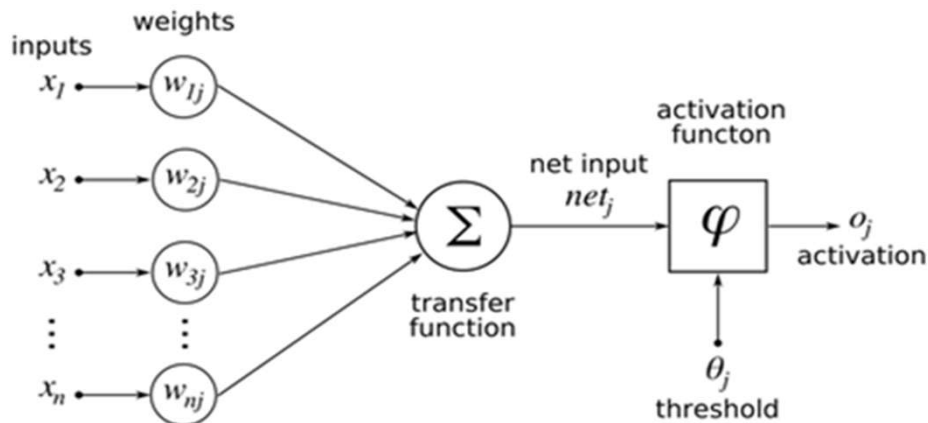 weights
inputs
x1
w1j
x2
w2j
x3
w3j
⋮ ⋮
xn
wnj
Σ
transfer
function
net input
netj
activation
functon
φ
oj
activation
θj
threshold